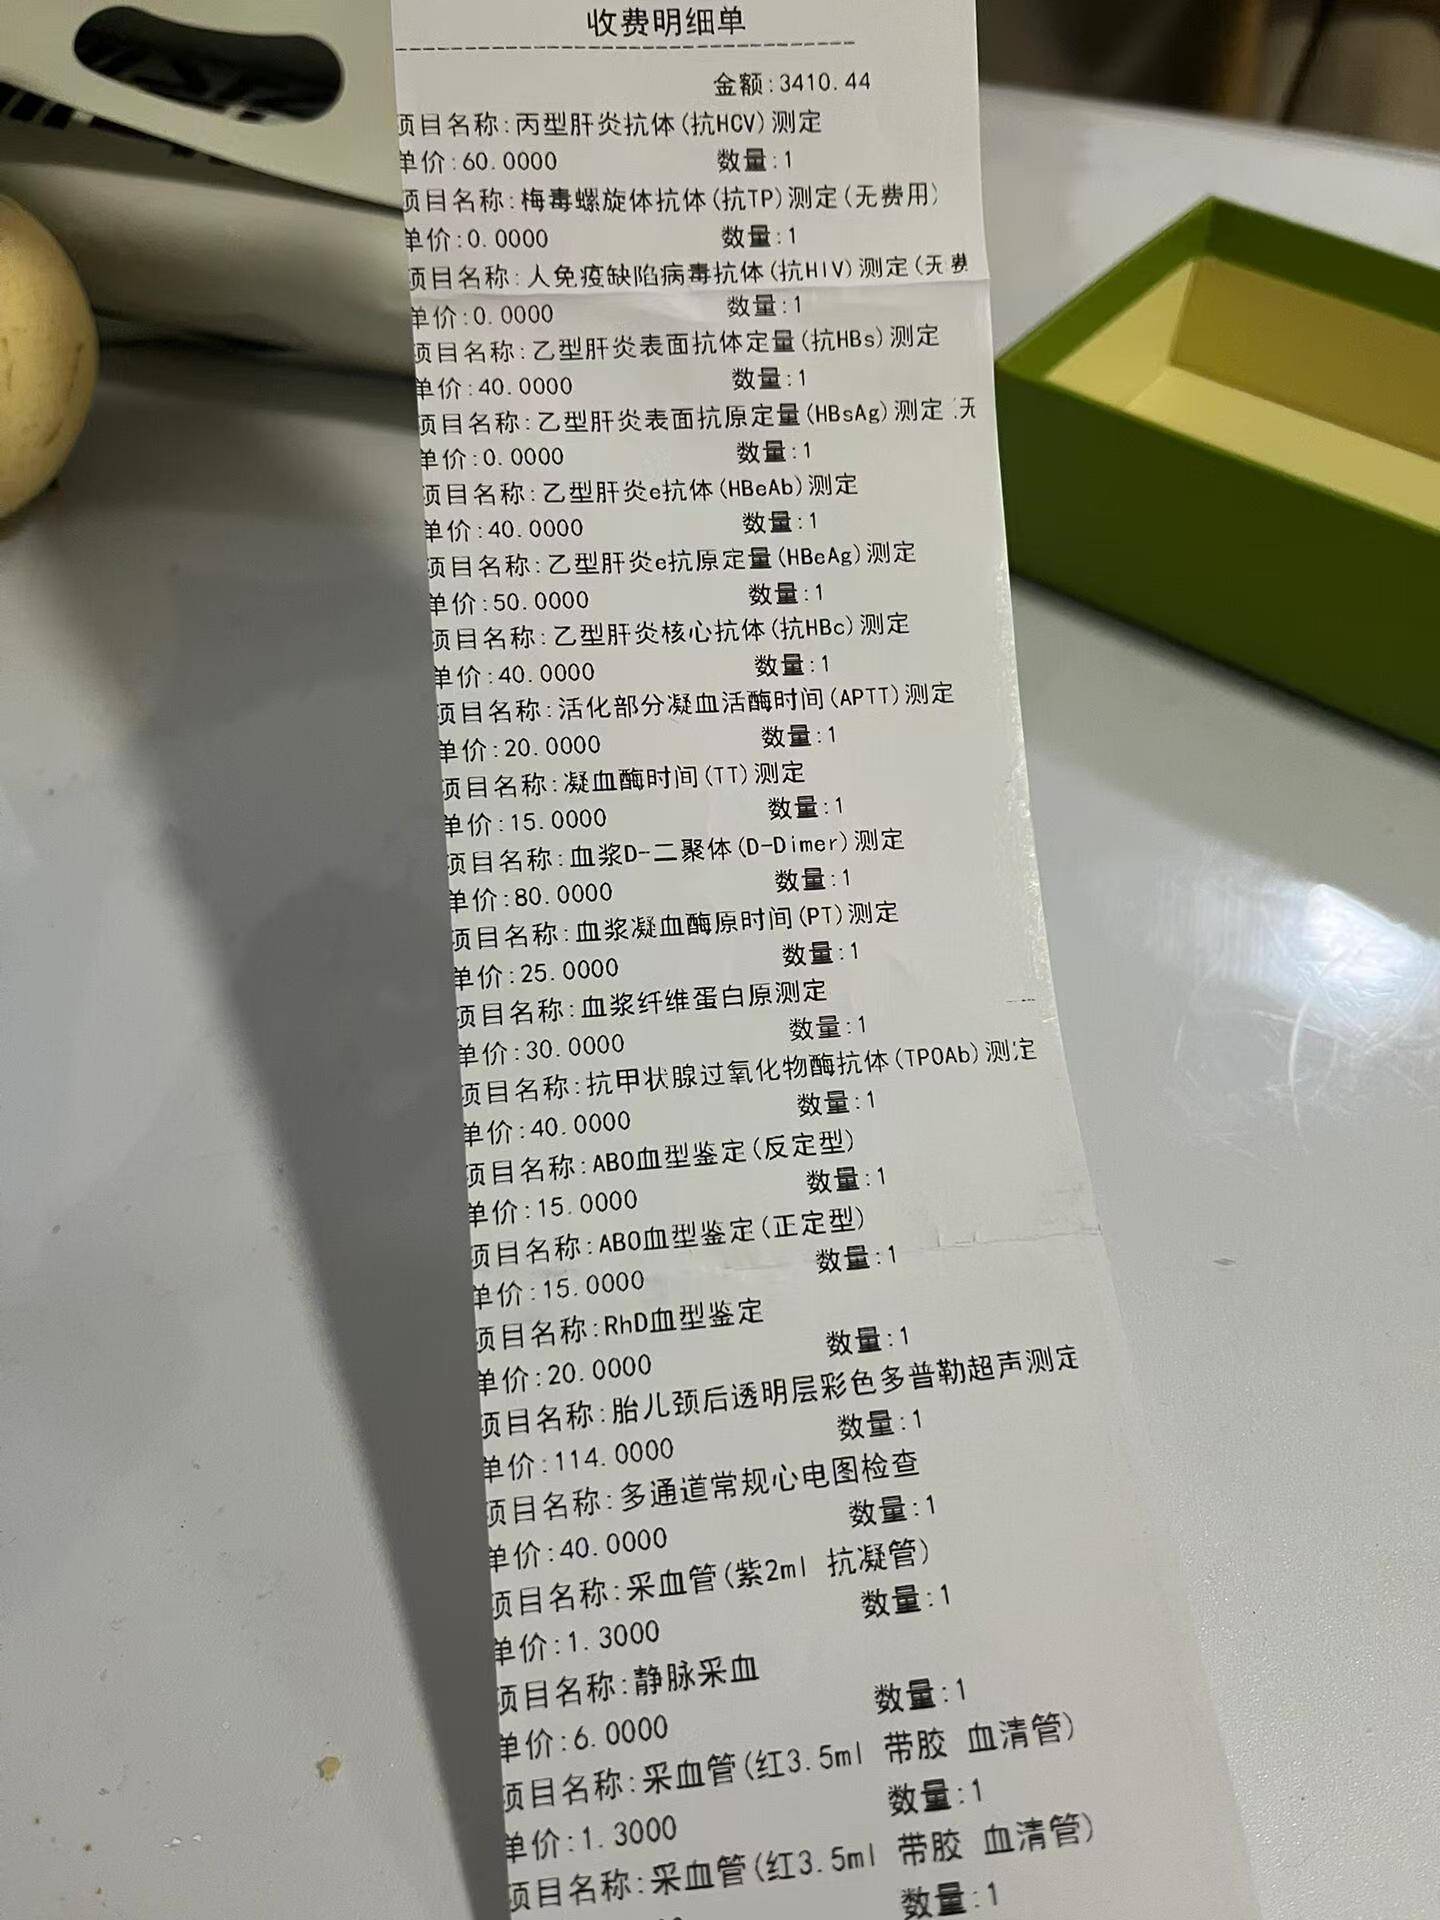 收费明细单
金额:3410.44
项目名称:丙型肝炎抗体(抗HCV)测定
单价:60.0000 数量:1
项目名称:梅毒螺旋体抗体(抗TP)测定(无费用)
单价:0.0000 数量:1
项目名称:人免疫缺陷病毒抗体(抗HIV)测定(无费
单价:0.0000 数量:1
项目名称:乙型肝炎表面抗体定量(抗HBs)测定
单价:40.0000 数量:1
项目名称:乙型肝炎表面抗原定量(HBsAg)测定(无
单价:0.0000 数量:1
项目名称:乙型肝炎e抗体(HBeAb)测定
单价:40.0000 数量:1
项目名称:乙型肝炎e抗原定量(HBeAg)测定
单价:50.0000 数量:1
项目名称:乙型肝炎核心抗体(抗HBc)测定
单价:40.0000 数量:1
项目名称:活化部分凝血活酶时间(APTT)测定
单价:20.0000 数量:1
项目名称:凝血酶时间(TT)测定
单价:15.0000 数量:1
项目名称:血浆D-二聚体(D-Dimer)测定
单价:80.0000 数量:1
项目名称:血浆凝血酶原时间(PT)测定
单价:25.0000 数量:1
项目名称:血浆纤维蛋白原测定
单价:30.0000 数量:1
项目名称:抗甲状腺过氧化物酶抗体(TPOAb)测定
单价:40.0000 数量:1
项目名称:ABO血型鉴定(反定型)
单价:15.0000 数量:1
项目名称:ABO血型鉴定(正定型)
单价:15.0000 数量:1
项目名称:RhD血型鉴定
单价:20.0000 数量:1
项目名称:胎儿颈后透明层彩色多普勒超声测定
单价:114.0000 数量:1
项目名称:多通道常规心电图检查
单价:40.0000 数量:1
项目名称:采血管(紫2ml 抗凝管)
单价:1.3000 数量:1
项目名称:静脉采血
单价:6.0000 数量:1
项目名称:采血管(红3.5ml 带胶 血清管)
单价:1.3000 数量:1
项目名称:采血管(红3.5ml 带胶 血清管)
数量:1